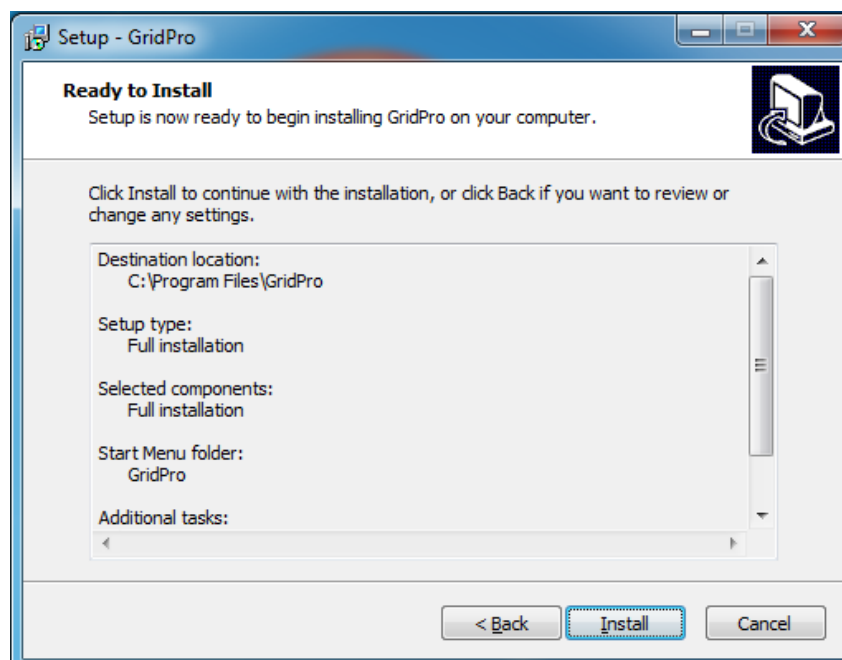 Setup - GridPro
Ready to Install
Setup is now ready to begin installing GridPro on your computer.
Click Install to continue with the installation, or click Back if you want to review or
change any settings.
Destination location:
C:\Program Files\GridPro
Setup type:
Full installation
Selected components:
Full installation
Start Menu folder:
GridPro
Additional tasks:
< Back
Install
Cancel